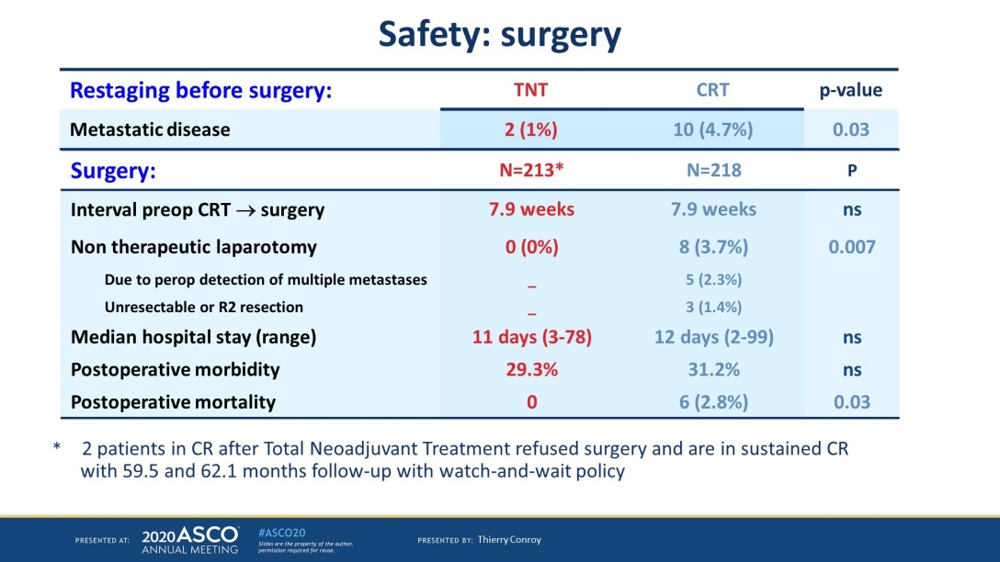 Safety: surgery
Restaging before surgery: TNT CRT p-value
Metastatic disease 2 (1%) 10 (4.7%) 0.03
Surgery: N=213* N=218 P
Interval preop CRT → surgery 7.9 weeks 7.9 weeks ns
Non therapeutic laparotomy 0 (0%) 8 (3.7%) 0.007
Due to perop detection of multiple metastases _ 5 (2.3%)
Unresectable or R2 resection _ 3 (1.4%)
Median hospital stay (range) 11 days (3-78) 12 days (2-99) ns
Postoperative morbidity 29.3% 31.2% ns
Postoperative mortality 0 6 (2.8%) 0.03
* 2 patients in CR after Total Neoadjuvant Treatment refused surgery and are in sustained CR
with 59.5 and 62.1 months follow-up with watch-and-wait policy
PRESENTED AT: 2020 ASCO
ANNUAL MEETING
#ASCO20
Slides are the property of the author,
permission required for reuse.
PRESENTED BY: Thierry Conroy